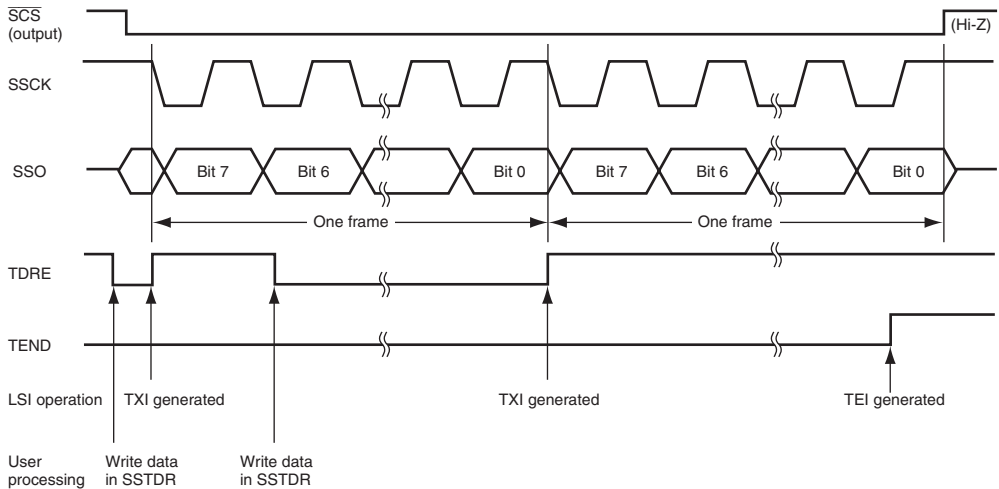 SCS
(output)
(Hi-Z)
SSCK
SSO
Bit 7
Bit 6
Bit 0
Bit 7
Bit 6
Bit 0
One frame
One frame
TDRE
TEND
LSI operation
TXI generated
TXI generated
TEI generated
User
processing
Write data
in SSTDR
Write data
in SSTDR